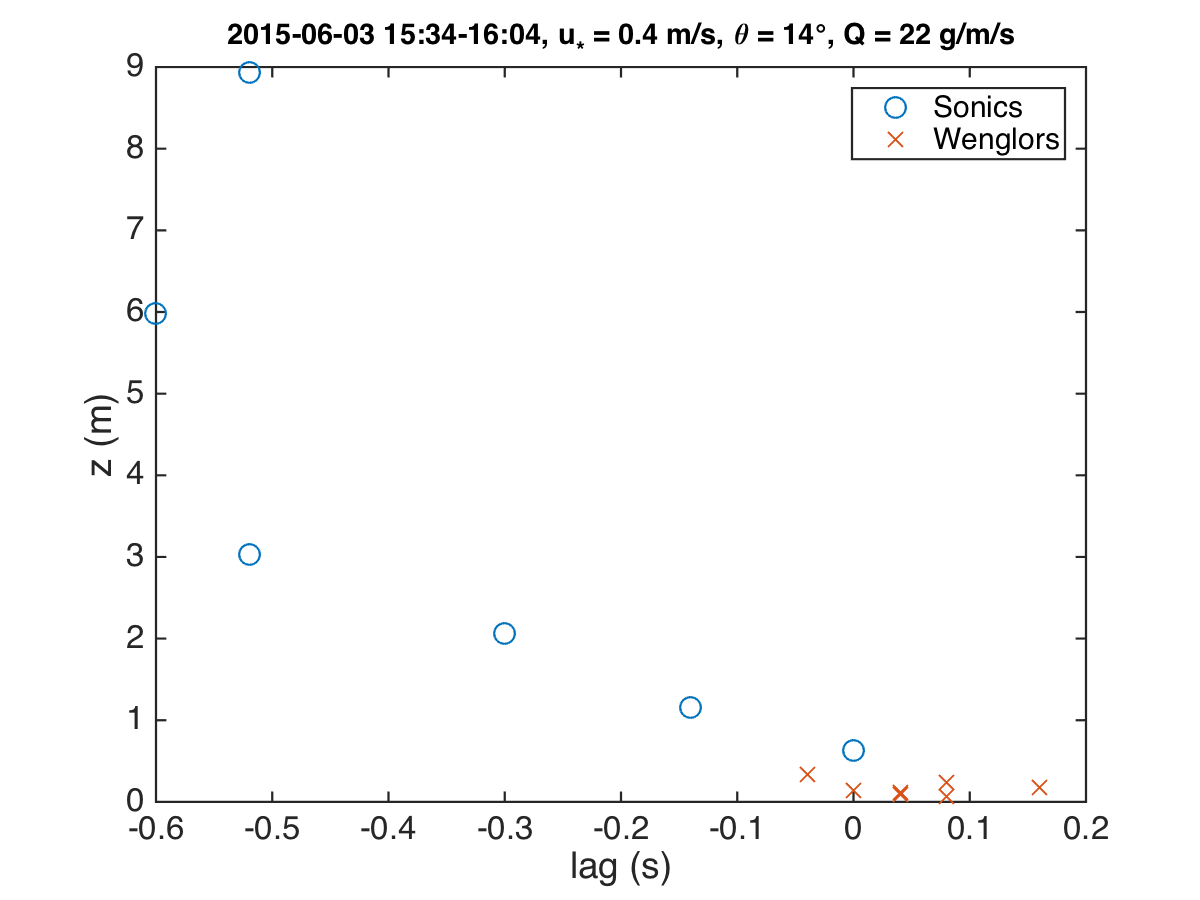 2015-06-03 15:34-16:04, u* = 0.4 m/s, θ = 14°, Q = 22 g/m/s
Sonics
Wenglors
9
8
7
6
5
4
3
2
1
0
z (m)
-0.6 -0.5 -0.4 -0.3 -0.2 -0.1 0 0.1 0.2
lag (s)